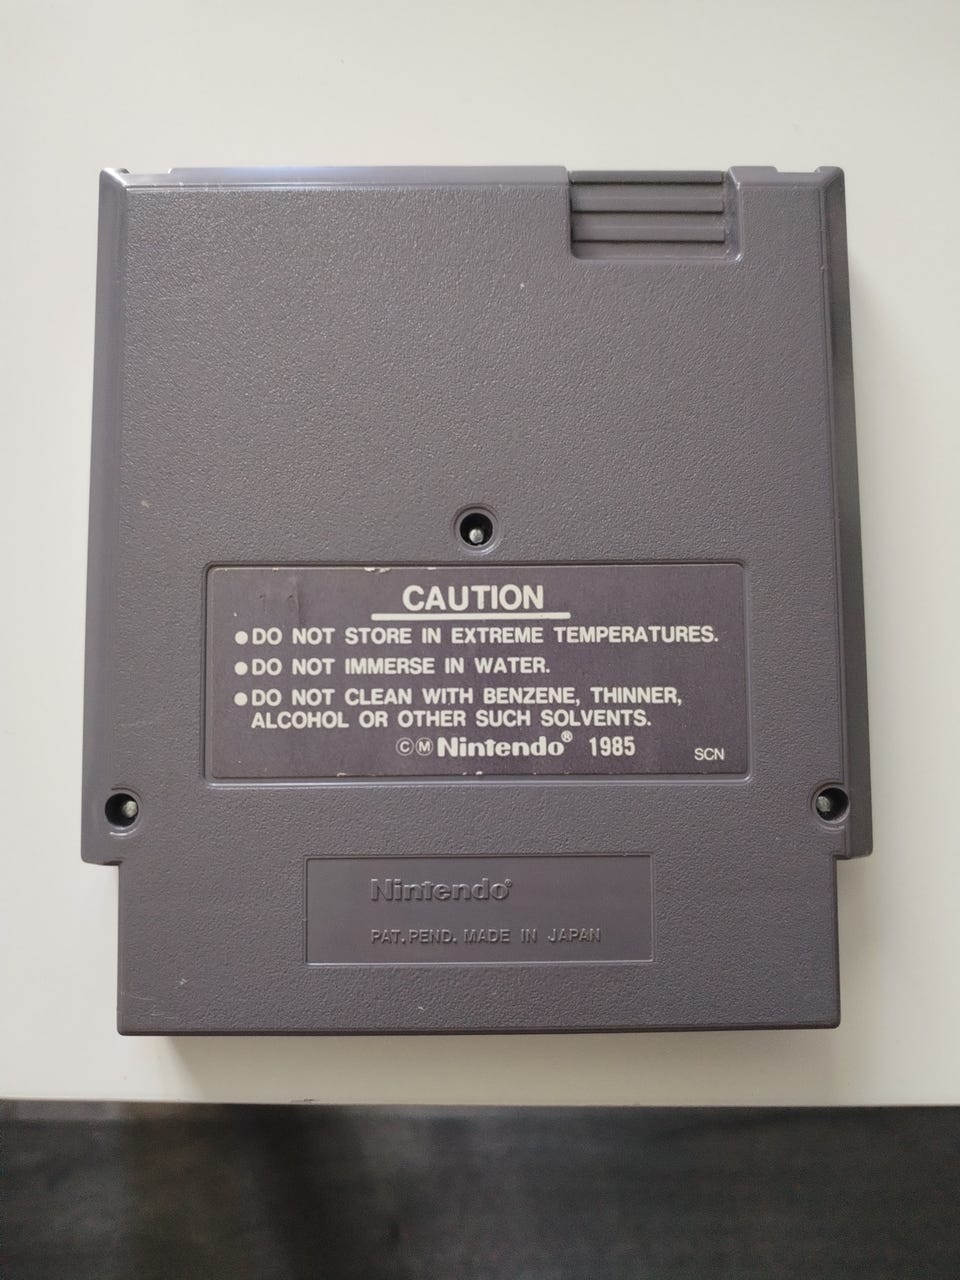 CAUTION
●DO NOT STORE IN EXTREME TEMPERATURES.
●DO NOT IMMERSE IN WATER.
●DO NOT CLEAN WITH BENZENE, THINNER,
ALCOHOL OR OTHER SUCH SOLVENTS.
©Ⓜ Nintendo® 1985 SCN
Nintendo®
PAT. PEND. MADE IN JAPAN